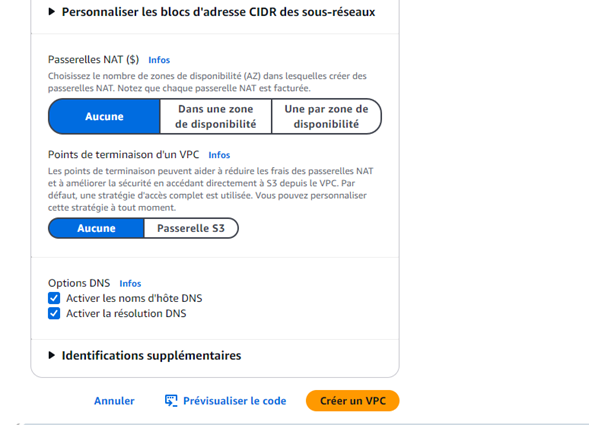 Personnaliser les blocs d'adresse CIDR des sous-réseaux
Passerelles NAT ($) Infos
Choisissez le nombre de zones de disponibilité (AZ) dans lesquelles créer des
passerelles NAT. Notez que chaque passerelle NAT est facturée.
Aucune
Dans une zone
de disponibilité
Une par zone de
disponibilité
Points de terminaison d'un VPC Infos
Les points de terminaison peuvent aider à réduire les frais des passerelles NAT
et à améliorer la sécurité en accédant directement à S3 depuis le VPC. Par
défaut, une stratégie d'accès complet est utilisée. Vous pouvez personnaliser
cette stratégie à tout moment.
Aucune Passerelle S3
Options DNS Infos
Activer les noms d'hôte DNS
Activer la résolution DNS
Identifications supplémentaires
Annuler Prévisualiser le code Créer un VPC